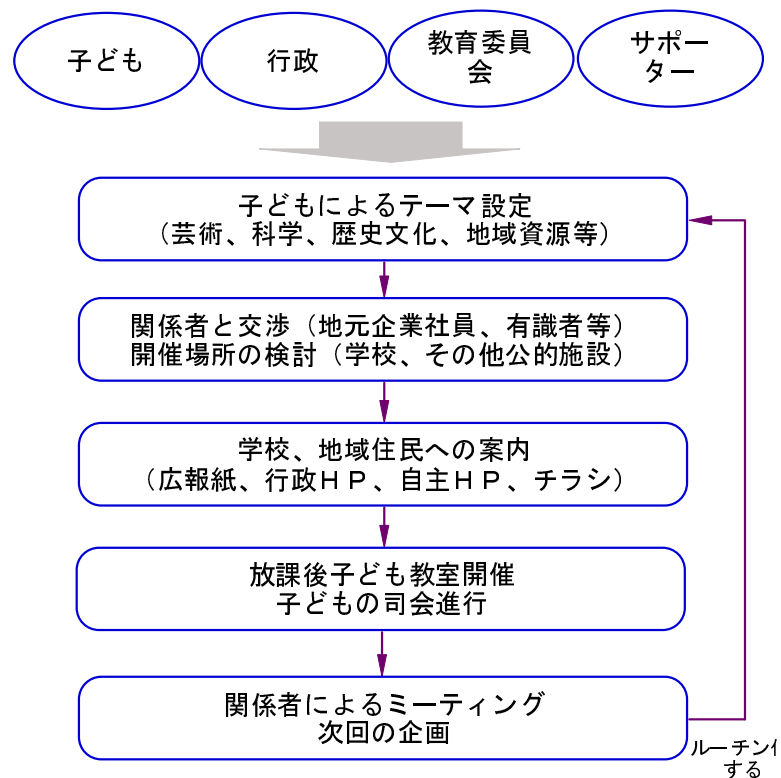 子ども
行政
教育委員
会
サポー
ター
子どもによるテーマ設定
（芸術、科学、歴史文化、地域資源等）
関係者と交渉（地元企業社員、有識者等）
開催場所の検討（学校、その他公的施設）
学校、地域住民への案内
（広報紙、行政ＨＰ、自主ＨＰ、チラシ）
放課後子ども教室開催
子どもの司会進行
関係者によるミーティング
次回の企画
ルーチン化
する